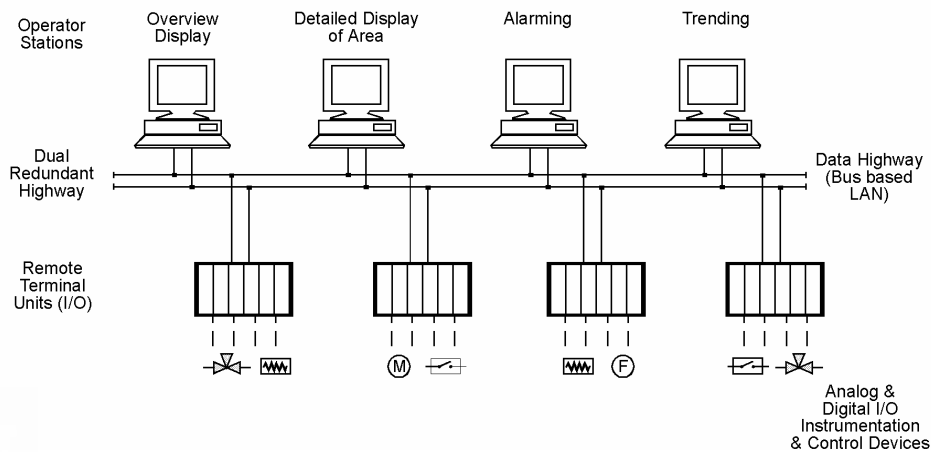 Operator
Stations
Overview
Display
Detailed Display
of Area
Alarming
Trending
Dual
Redundant
Highway
Data Highway
(Bus based
LAN)
Remote
Terminal
Units (I/O)
M
F
Analog &
Digital I/O
Instrumentation
& Control Devices